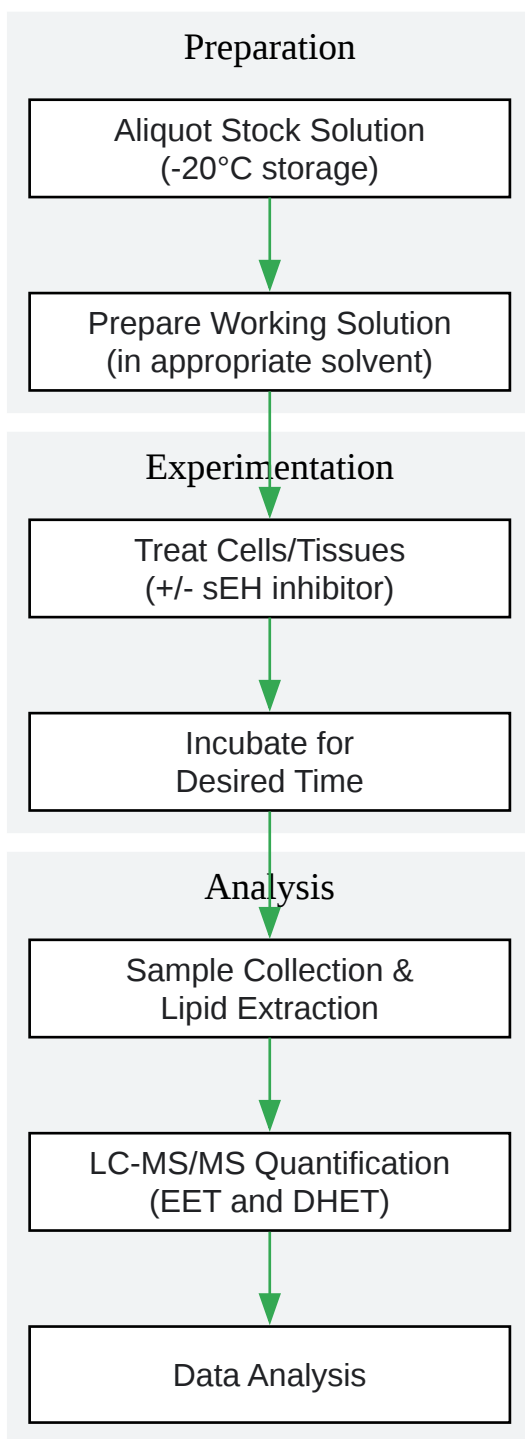 Preparation
Aliquot Stock Solution
(-20°C storage)
Prepare Working Solution
(in appropriate solvent)
Experimentation
Treat Cells/Tissues
(+/- sEH inhibitor)
Incubate for
Desired Time
Analysis
Sample Collection &
Lipid Extraction
LC-MS/MS Quantification
(EET and DHET)
Data Analysis